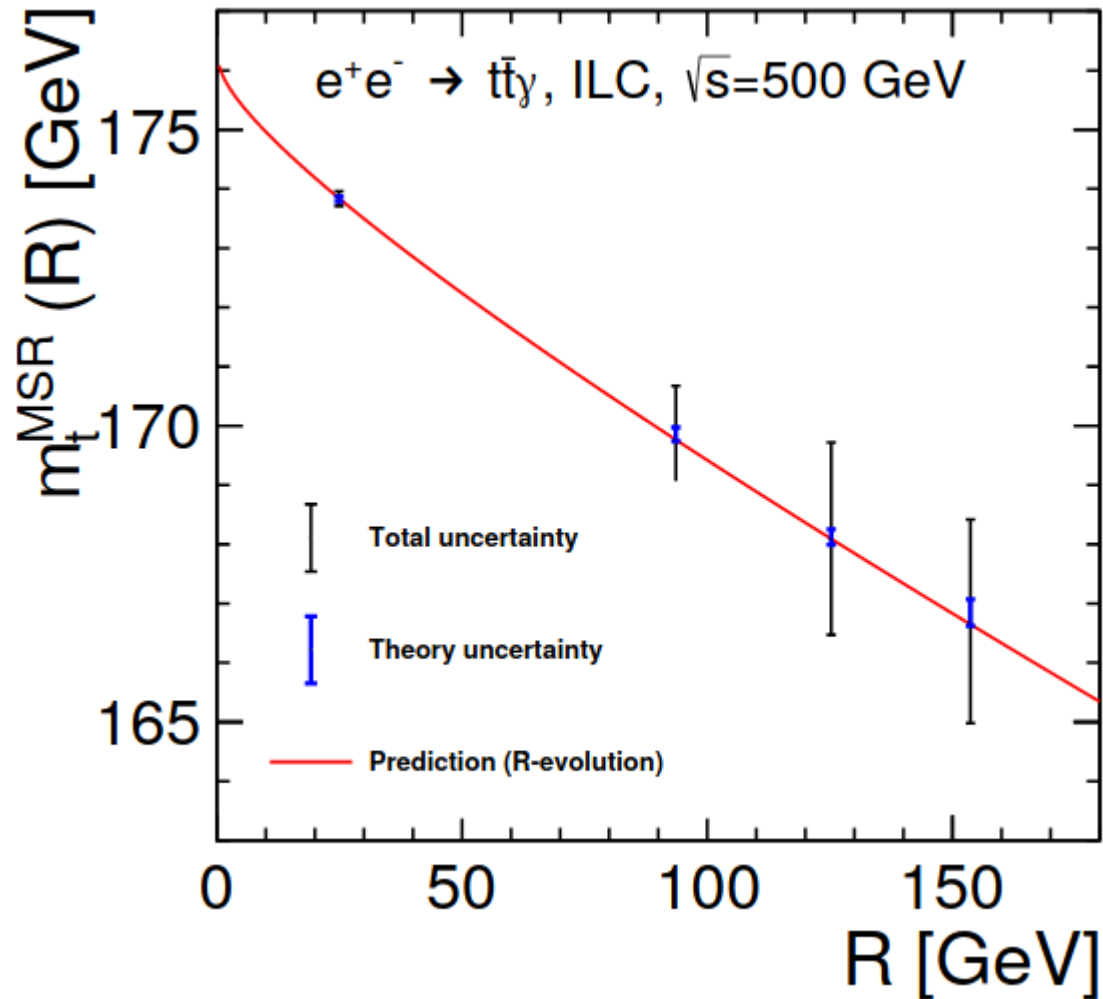 e⁺e⁻ → tt̄γ, ILC, √s=500 GeV
m_t^MSR (R) [GeV]
175
170
165
Total uncertainty
Theory uncertainty
Prediction (R-evolution)
0 50 100 150
R [GeV]